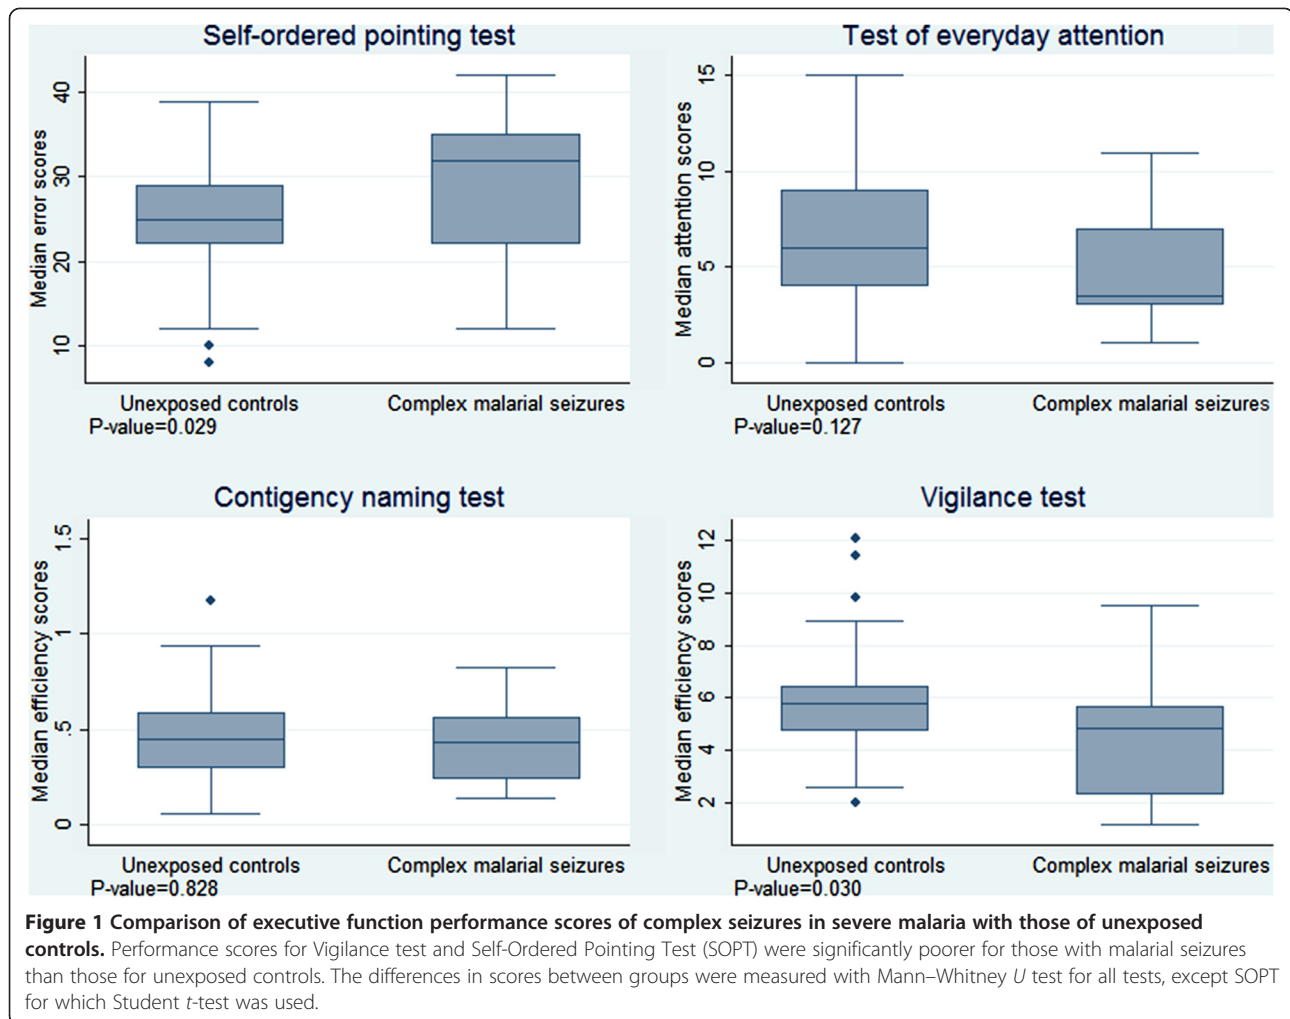 Self-ordered pointing test
Median error scores
40
30
20
10
Unexposed controls
Complex malarial seizures
P-value=0.029
Test of everyday attention
Median attention scores
15
10
5
0
Unexposed controls
Complex malarial seizures
P-value=0.127
Contigency naming test
Median efficiency scores
1.5
1
.5
0
Unexposed controls
Complex malarial seizures
P-value=0.828
Vigilance test
Median efficiency scores
12
10
8
6
4
2
Unexposed controls
Complex malarial seizures
P-value=0.030
Figure 1 Comparison of executive function performance scores of complex seizures in severe malaria with those of unexposed
controls. Performance scores for Vigilance test and Self-Ordered Pointing Test (SOPT) were significantly poorer for those with malarial seizures
than those for unexposed controls. The differences in scores between groups were measured with Mann–Whitney U test for all tests, except SOPT
for which Student t-test was used.